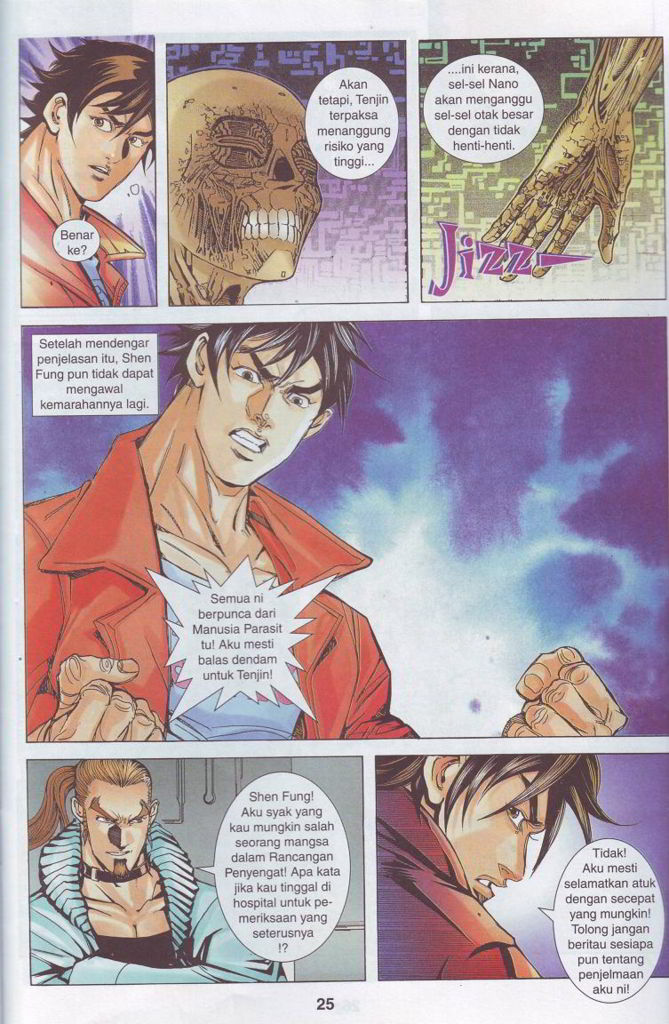 Benar
ke?
Akan
tetapi, Tenjin
terpaksa
menanggung
risiko yang
tinggi...
....ini kerana,
sel-sel Nano
akan menganggu
sel-sel otak besar
dengan tidak
henti-henti.
Jizz
Setelah mendengar
penjelasan itu, Shen
Fung pun tidak dapat
mengawal
kemarahannya lagi.
Semua ni
berpunca dari
Manusia Parasit
tu! Aku mesti
balas dendam
untuk Tenjin!
Shen Fung!
Aku syak yang
kau mungkin salah
seorang mangsa
dalam Rancangan
Penyengat! Apa kata
jika kau tinggal di
hospital untuk pe-
meriksaan yang
seterusnya
!?
Tidak!
Aku mesti
selamatkan atuk
dengan secepat
yang mungkin!
Tolong jangan
beritau sesiapa
pun tentang
penjelmaan
aku ni!
25